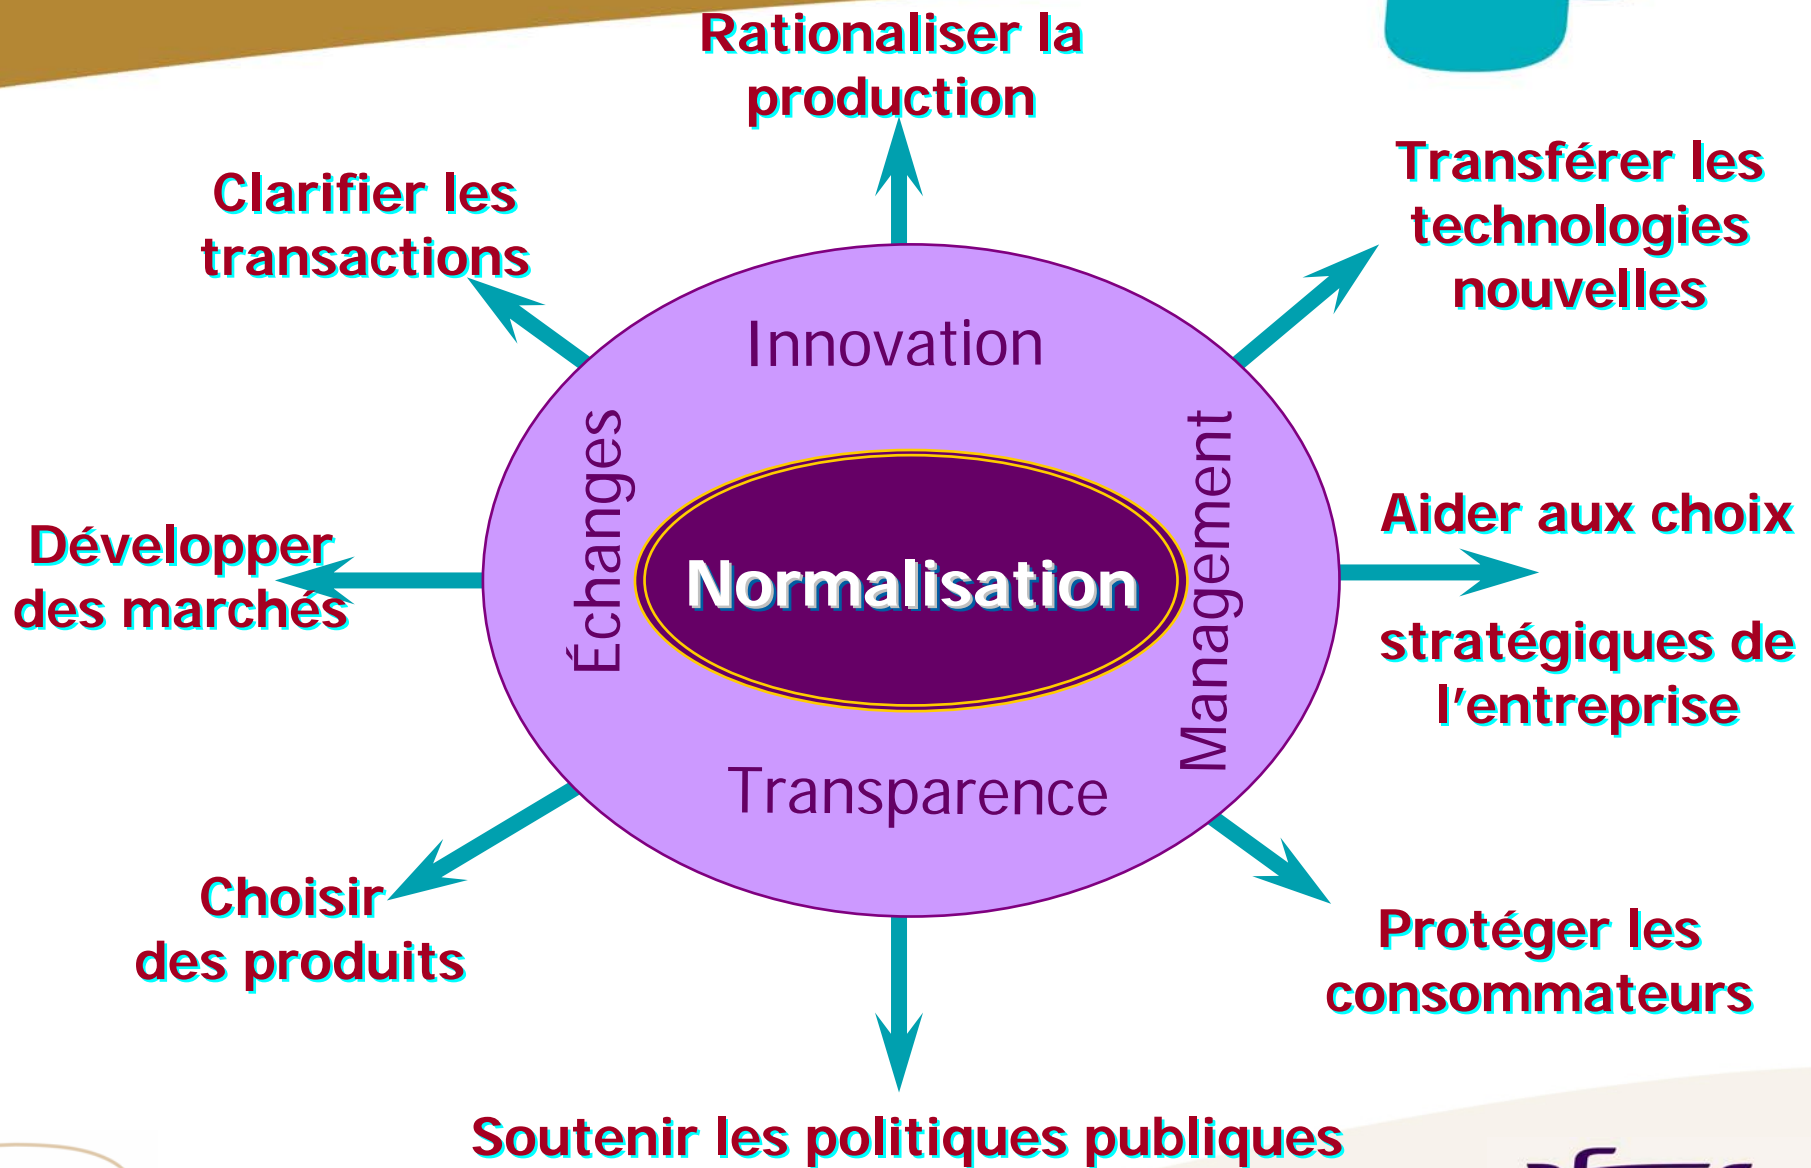 Rationaliser la
production
Clarifier les
transactions
Transférer les
technologies
nouvelles
Innovation
Échanges
Management
Normalisation
Développer
des marchés
Aider aux choix
stratégiques de
l'entreprise
Transparence
Choisir
des produits
Protéger les
consommateurs
Soutenir les politiques publiques